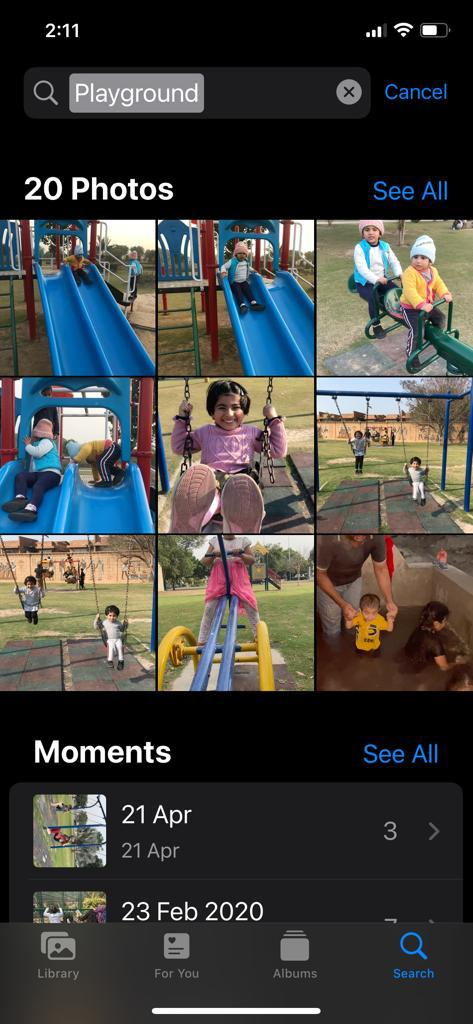 2:11
Playground
Cancel
20 Photos
See All
Moments
See All
21 Apr
3
21 Apr
23 Feb 2020
Library
For You
Albums
Search